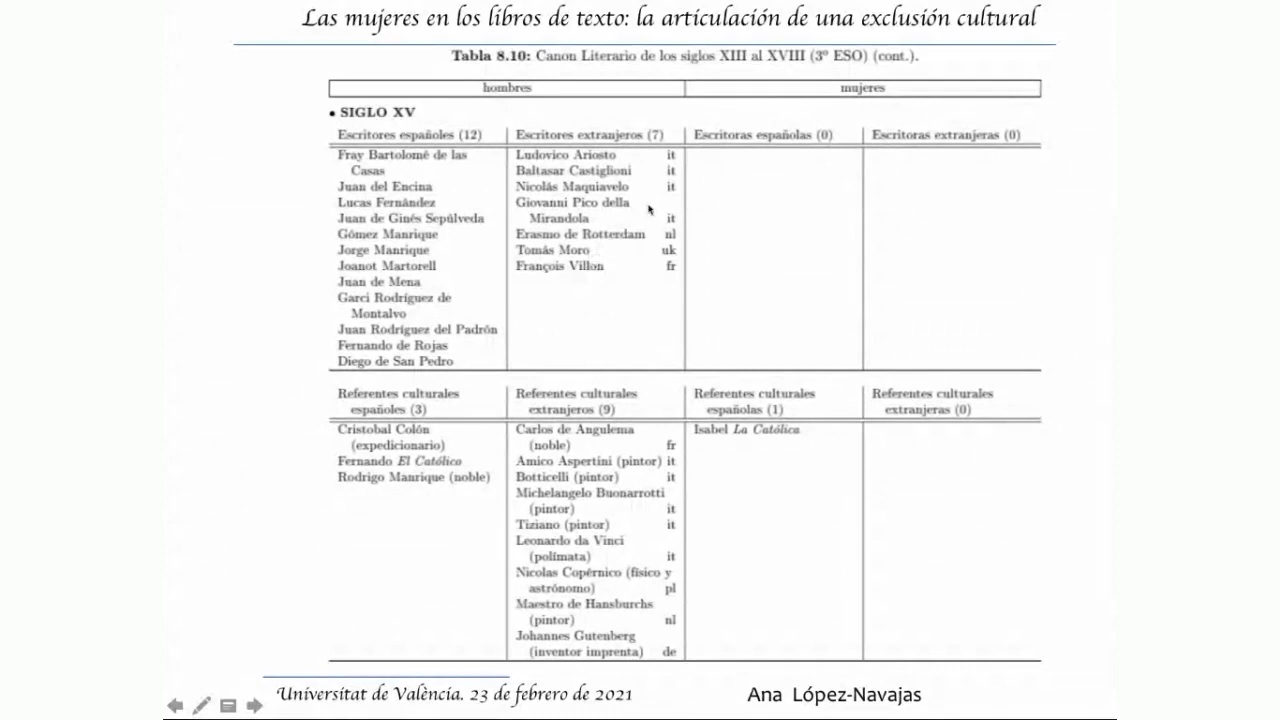 Las mujeres en los libros de texto: la articulación de una exclusión cultural
Tabla 8.10: Canon Literario de los siglos XIII al XVIII (3º ESO) (cont.).
hombres mujeres
• SIGLO XV
Escritores españoles (12) Escritores extranjeros (7) Escritoras españolas (0) Escritoras extranjeras (0)
Fray Bartolomé de las Ludovico Ariosto it
Casas Baltasar Castiglioni it
Juan del Encina Nicolás Maquiavelo it
Lucas Fernández Giovanni Pico della
Juan de Ginés Sepúlveda Mirandola it
Gómez Manrique Erasmo de Rotterdam nl
Jorge Manrique Tomás Moro uk
Joanot Martorell François Villon fr
Juan de Mena
Garci Rodríguez de
Montalvo
Juan Rodríguez del Padrón
Fernando de Rojas
Diego de San Pedro
Referentes culturales Referentes culturales Referentes culturales Referentes culturales
españoles (3) extranjeros (9) españolas (1) extranjeras (0)
Cristobal Colón Carlos de Angulema Isabel La Católica
(expedicionario) (noble) fr
Fernando El Católico Amico Aspertini (pintor) it
Rodrigo Manrique (noble) Botticelli (pintor) it
Michelangelo Buonarrotti
(pintor) it
Tiziano (pintor) it
Leonardo da Vinci
(polímata) it
Nicolas Copérnico (físico y
astrónomo) pl
Maestro de Hansburchs
(pintor) nl
Johannes Gutenberg
(inventor imprenta) de
Universitat de València. 23 de febrero de 2021 Ana López-Navajas